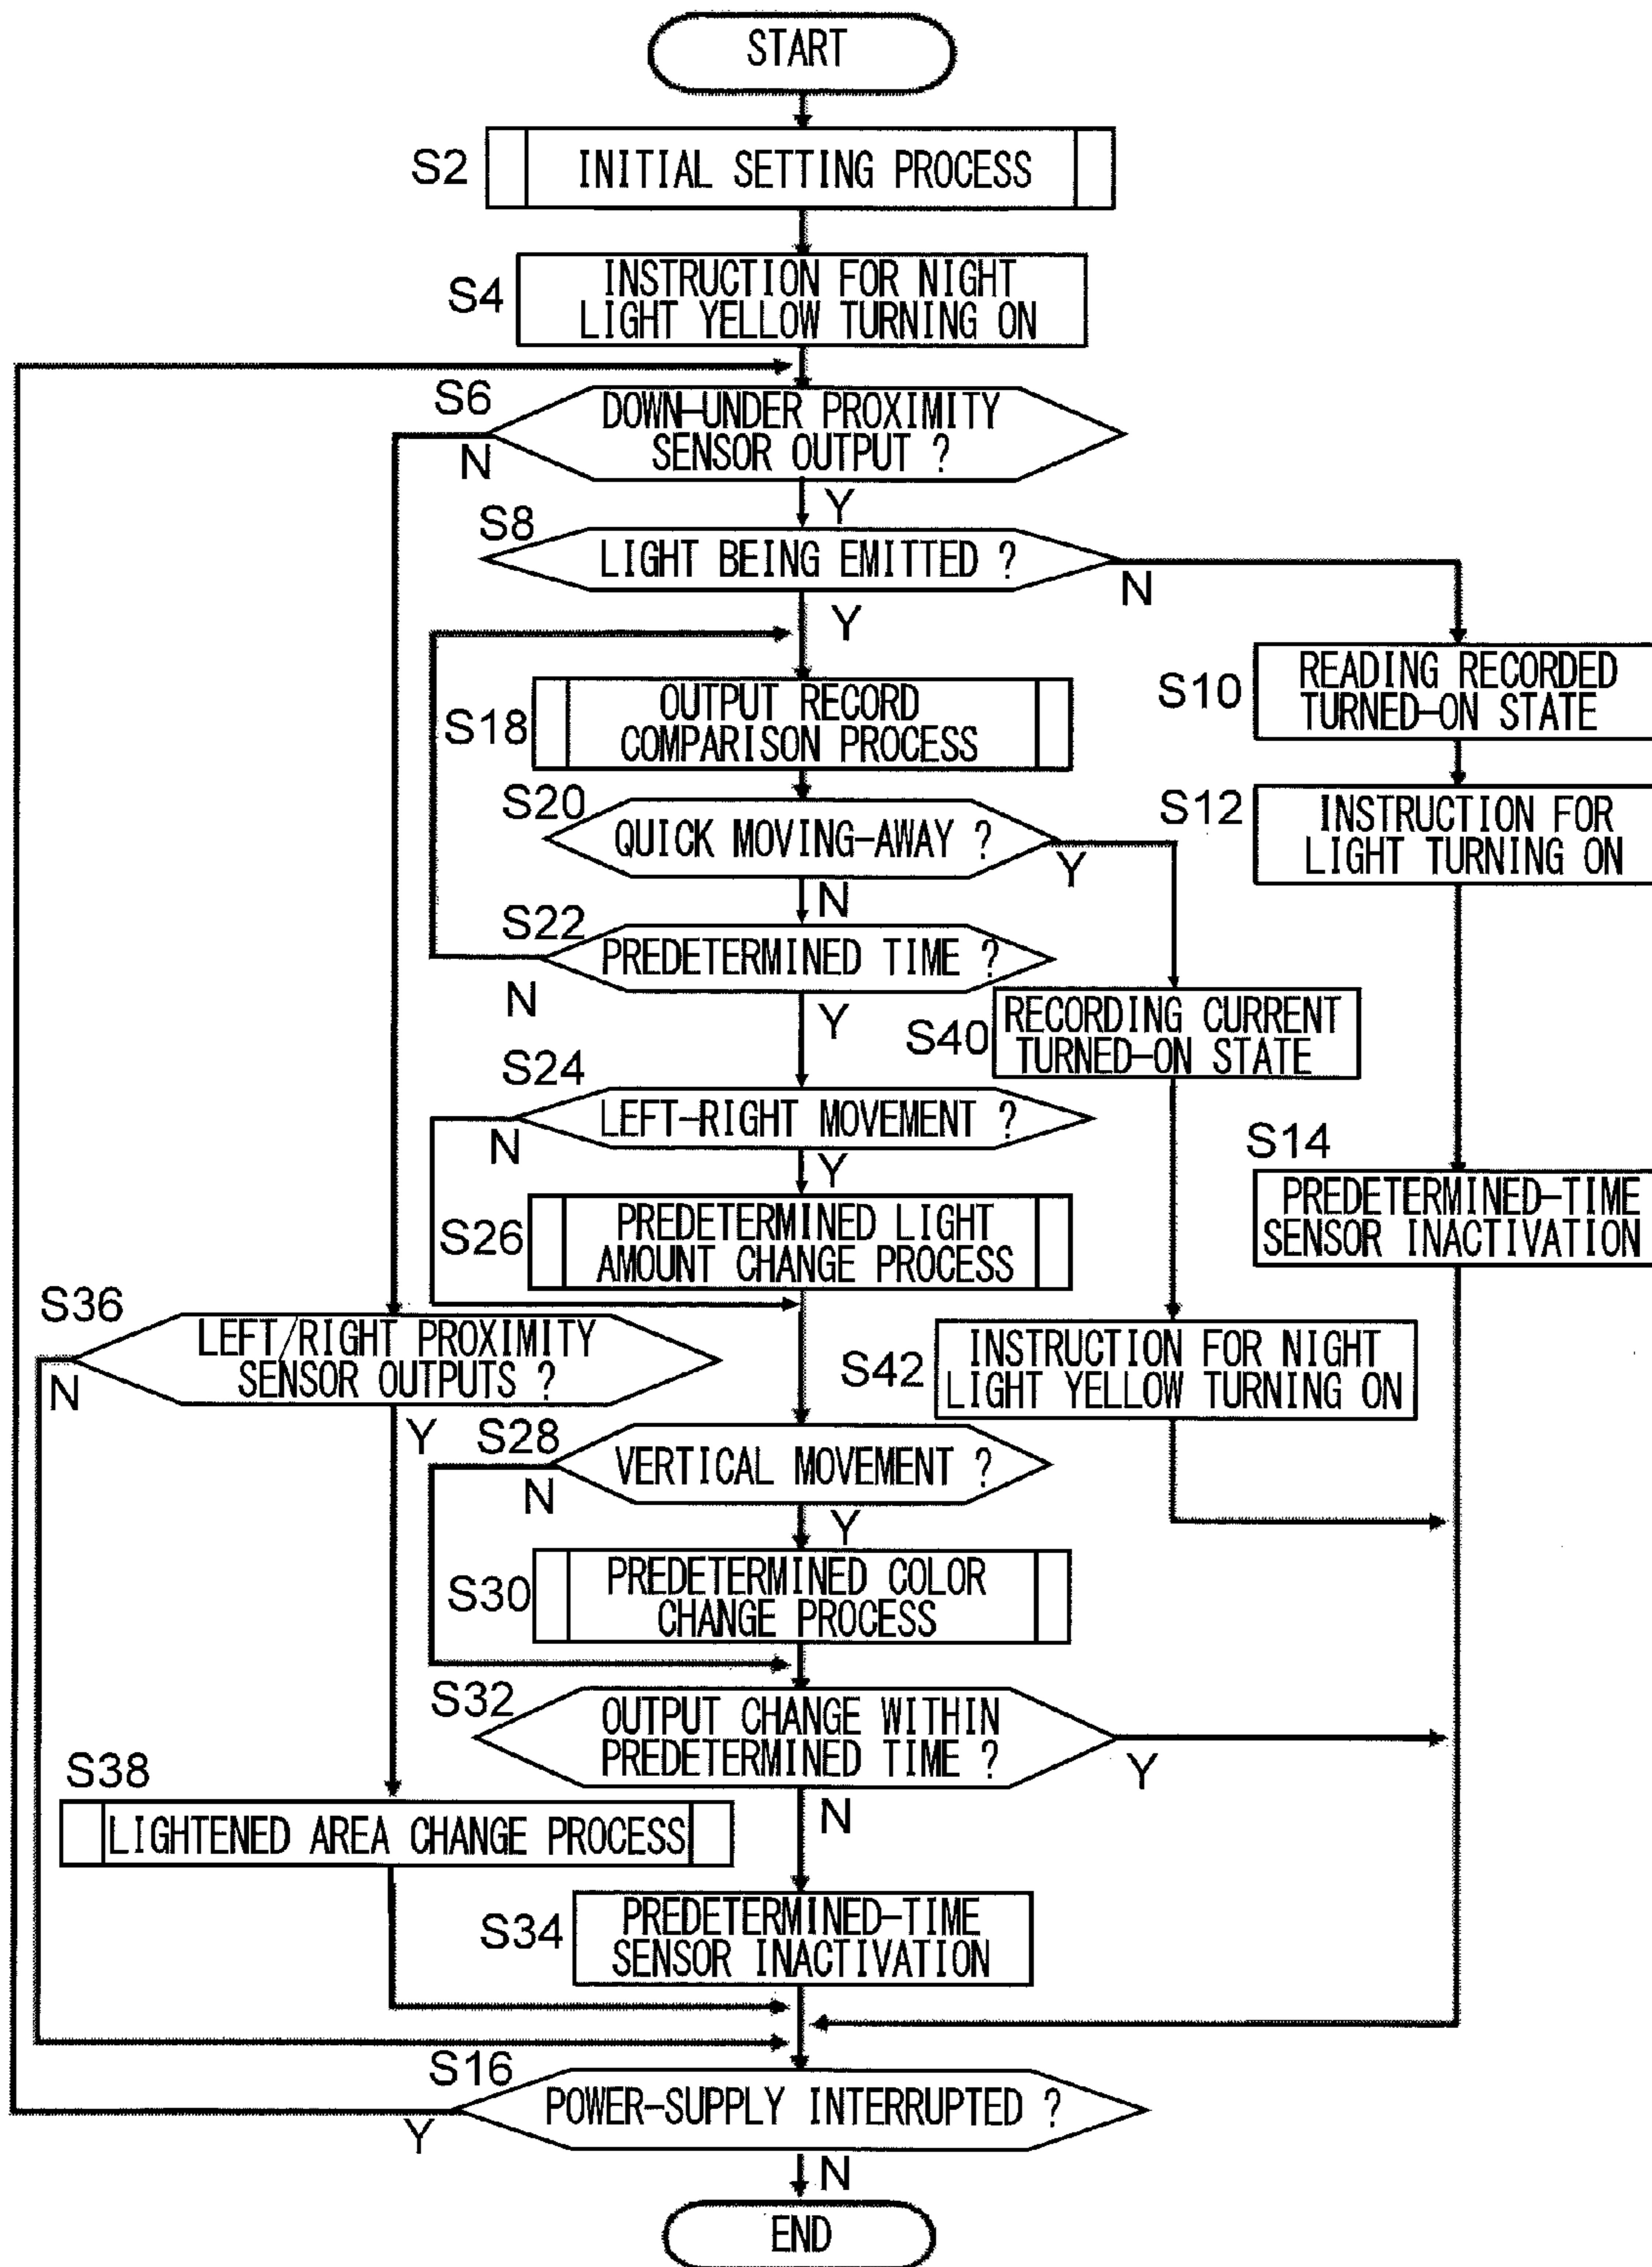 START
S2
INITIAL SETTING PROCESS
S4
INSTRUCTION FOR NIGHT
LIGHT YELLOW TURNING ON
S6
DOWN-UNDER PROXIMITY
SENSOR OUTPUT ?
N
Y
S8
LIGHT BEING EMITTED ?
N
Y
S10
READING RECORDED
TURNED-ON STATE
S18
OUTPUT RECORD
COMPARISON PROCESS
S12
INSTRUCTION FOR
LIGHT TURNING ON
S20
QUICK MOVING-AWAY ?
Y
N
S22
PREDETERMINED TIME ?
N
Y
S40
RECORDING CURRENT
TURNED-ON STATE
S24
LEFT-RIGHT MOVEMENT ?
N
Y
S14
PREDETERMINED-TIME
SENSOR INACTIVATION
S26
PREDETERMINED LIGHT
AMOUNT CHANGE PROCESS
S36
LEFT/RIGHT PROXIMITY
SENSOR OUTPUTS ?
N
Y
S42
INSTRUCTION FOR NIGHT
LIGHT YELLOW TURNING ON
S28
VERTICAL MOVEMENT ?
N
Y
S30
PREDETERMINED COLOR
CHANGE PROCESS
S32
OUTPUT CHANGE WITHIN
PREDETERMINED TIME ?
Y
N
S38
LIGHTENED AREA CHANGE PROCESS
S34
PREDETERMINED-TIME
SENSOR INACTIVATION
S16
POWER-SUPPLY INTERRUPTED ?
Y
N
END